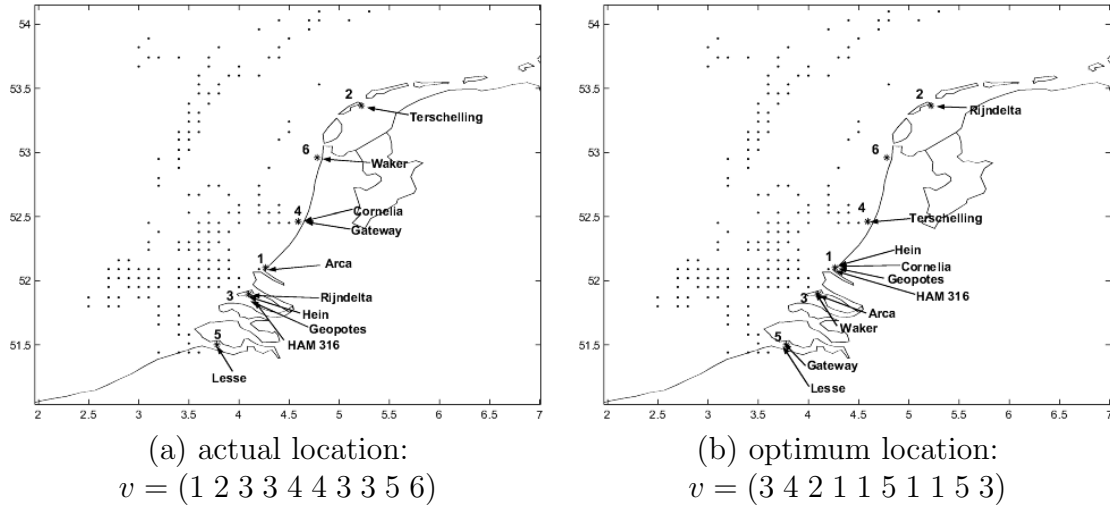 54
53.5
53
52.5
52
51.5
2
2.5
3
3.5
4
4.5
5
5.5
6
6.5
7
2
Terschelling
6
Waker
4
Cornelia
Gateway
1
Arca
3
Rijndelta
Hein
Geopotes
HAM 316
5
Lesse
(a) actual location:
v = (1 2 3 3 4 4 3 3 5 6)
54
53.5
53
52.5
52
51.5
2
2.5
3
3.5
4
4.5
5
5.5
6
6.5
7
2
Rijndelta
6
4
Terschelling
1
Hein
Cornelia
Geopotes
HAM 316
3
Arca
Waker
5
Gateway
Lesse
(b) optimum location:
v = (3 4 2 1 1 5 1 1 5 3)